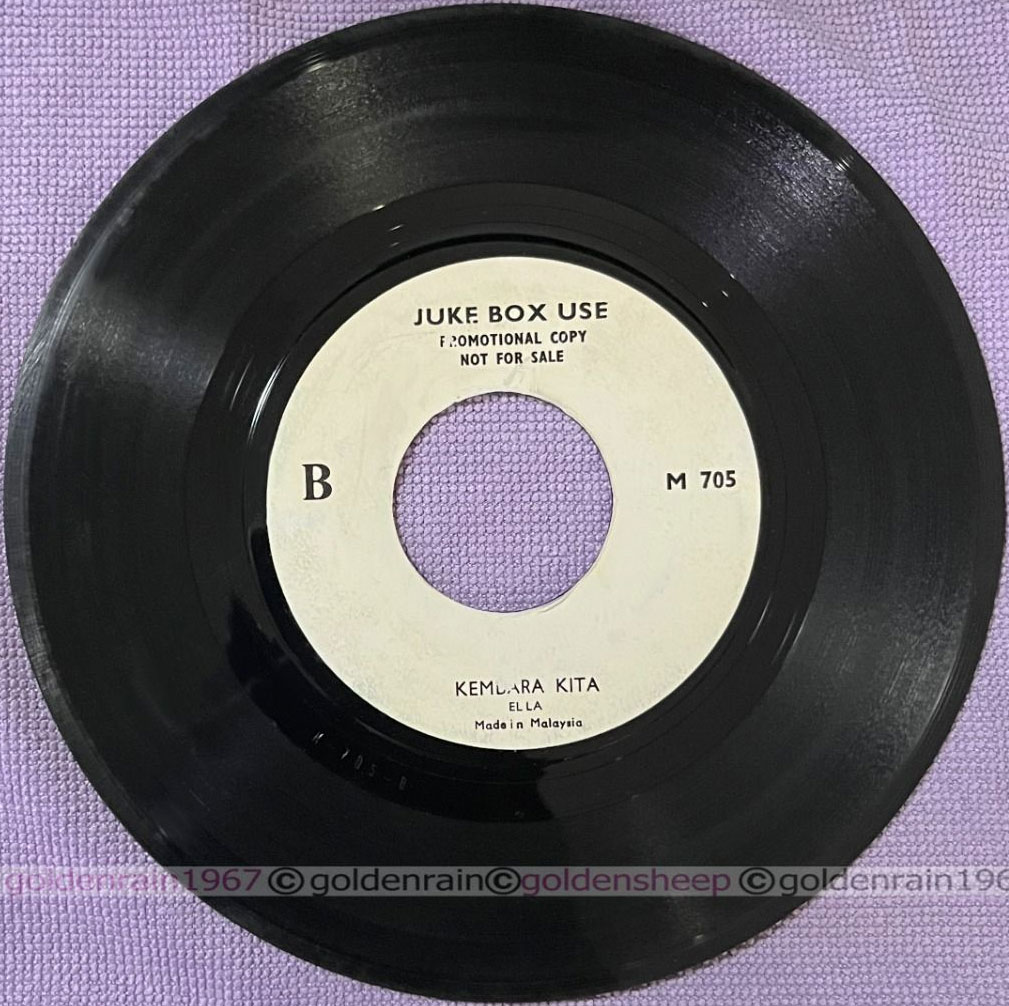 JUKE BOX USE
PROMOTIONAL COPY
NOT FOR SALE
B
M 705
KEMBARA KITA
ELLA
Made in Malaysia
705-B
goldenrain1967 ©goldenrain©goldensheep ©goldenrain196